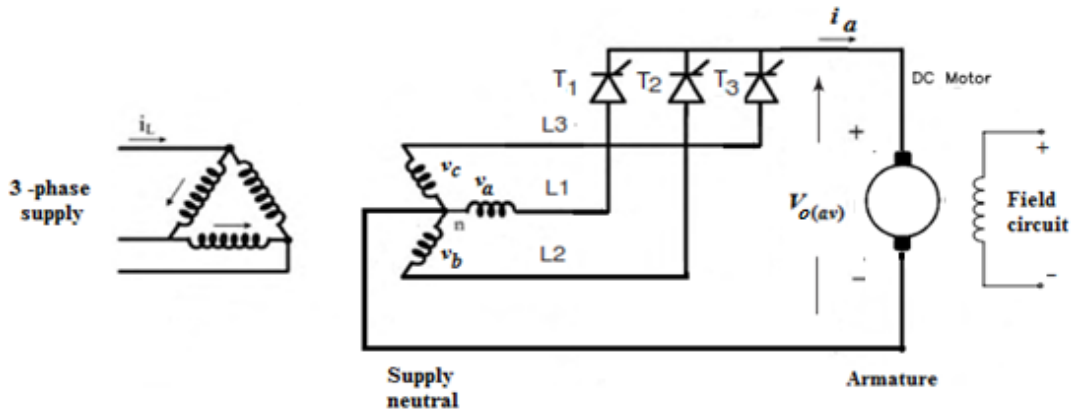 i_a
T₁
T₂
T₃
DC Motor
L3
i_L
+
+
v_c
3 -phase
supply
v_a
L1
V_o(av)
Field
circuit
n
v_b
L2
−
−
Supply
neutral
Armature